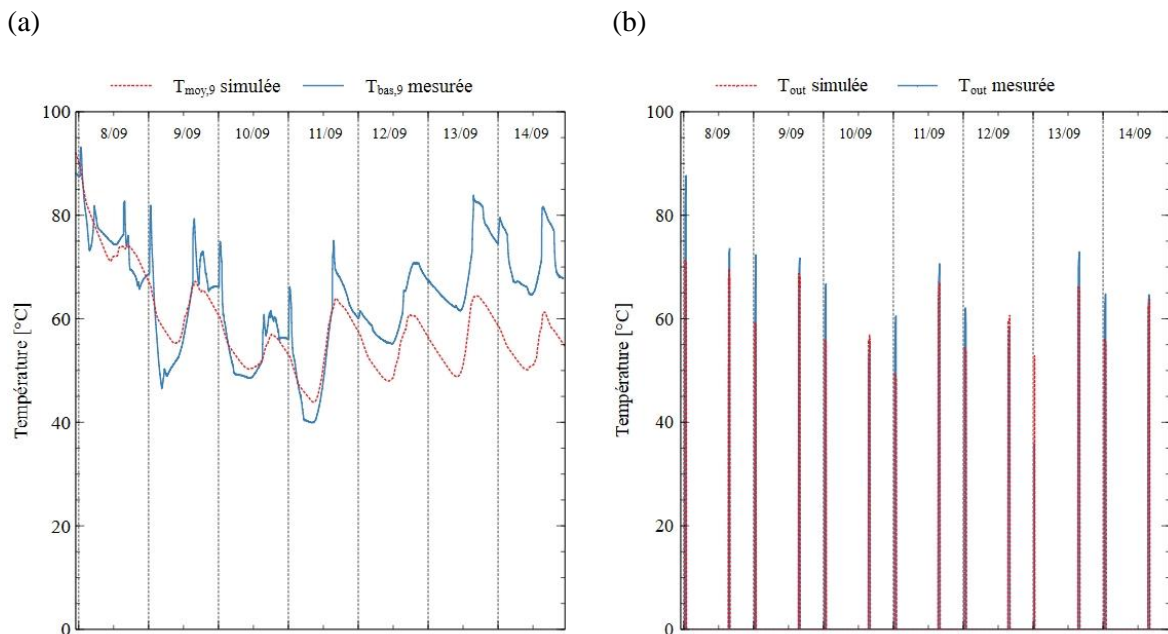 (a)
(b)
T_moy,9 simulée T_bas,9 mesurée
T_out simulée T_out mesurée
100
80
60
40
20
0
Température [°C]
8/09 9/09 10/09 11/09 12/09 13/09 14/09
100
80
60
40
20
0
Température [°C]
8/09 9/09 10/09 11/09 12/09 13/09 14/09